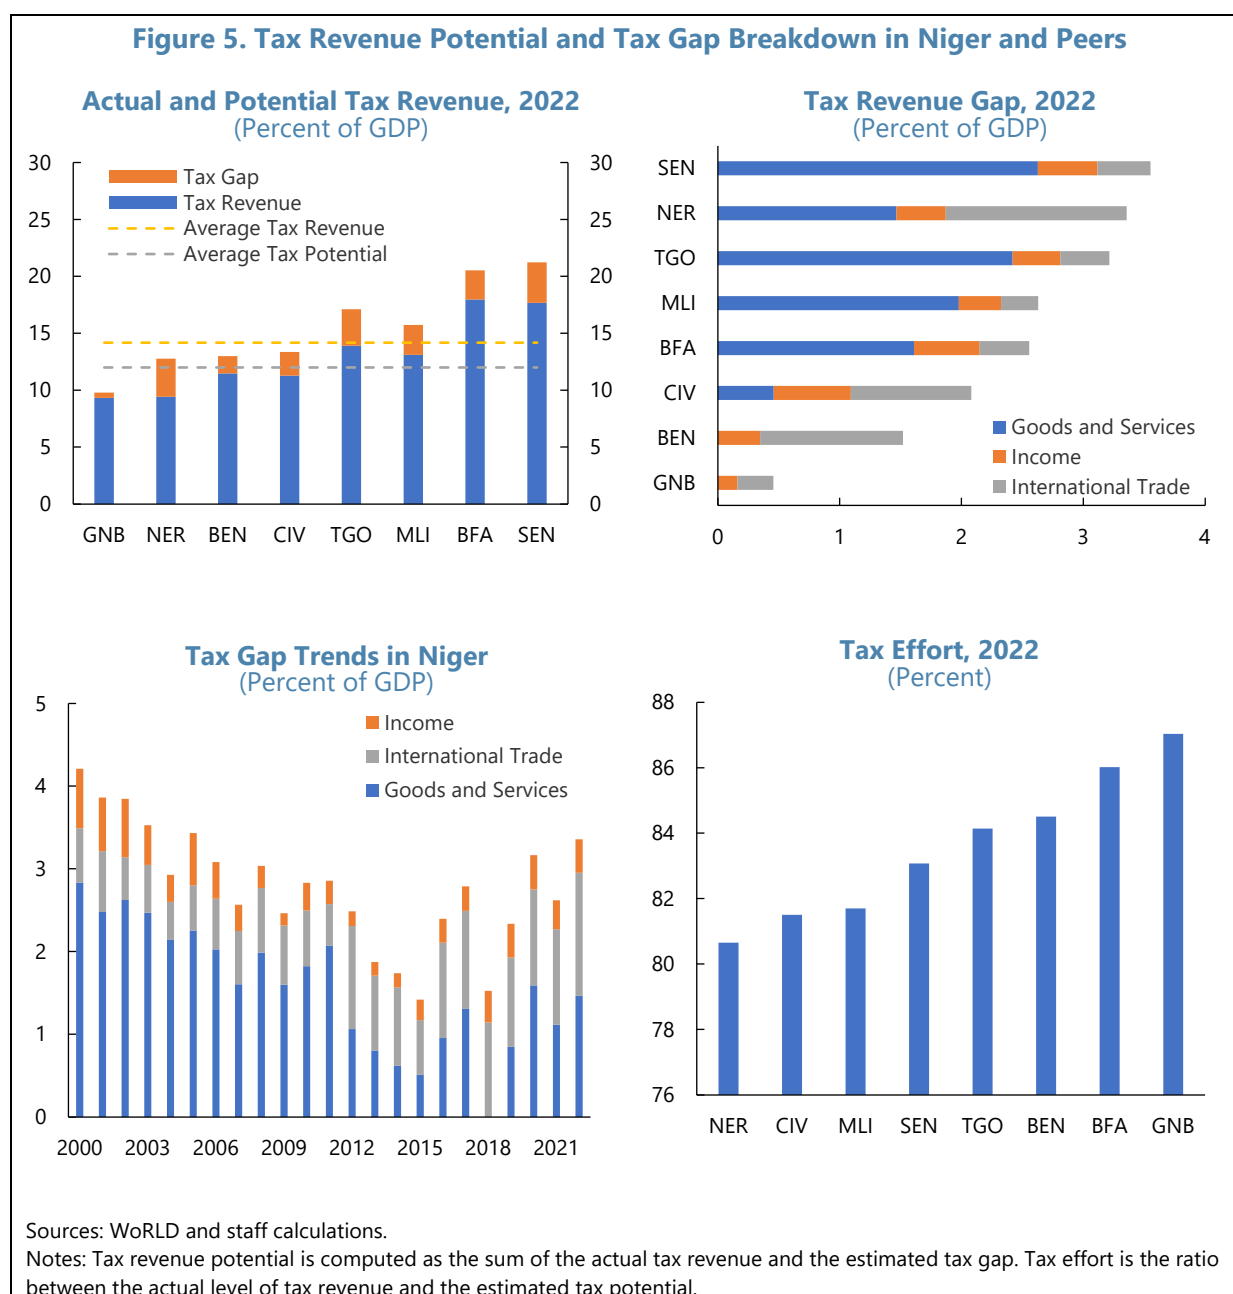 Figure 5. Tax Revenue Potential and Tax Gap Breakdown in Niger and Peers
Actual and Potential Tax Revenue, 2022
(Percent of GDP)
30
25
20
15
10
5
0
30
25
20
15
10
5
0
Tax Gap
Tax Revenue
Average Tax Revenue
Average Tax Potential
GNB NER BEN CIV TGO MLI BFA SEN
Tax Revenue Gap, 2022
(Percent of GDP)
SEN
NER
TGO
MLI
BFA
CIV
BEN
GNB
Goods and Services
Income
International Trade
0 1 2 3 4
Tax Gap Trends in Niger
(Percent of GDP)
5
4
3
2
1
0
Income
International Trade
Goods and Services
2000 2003 2006 2009 2012 2015 2018 2021
Tax Effort, 2022
(Percent)
88
86
84
82
80
78
76
NER CIV MLI SEN TGO BEN BFA GNB
Sources: WoRLD and staff calculations.
Notes: Tax revenue potential is computed as the sum of the actual tax revenue and the estimated tax gap. Tax effort is the ratio
between the actual level of tax revenue and the estimated tax potential.